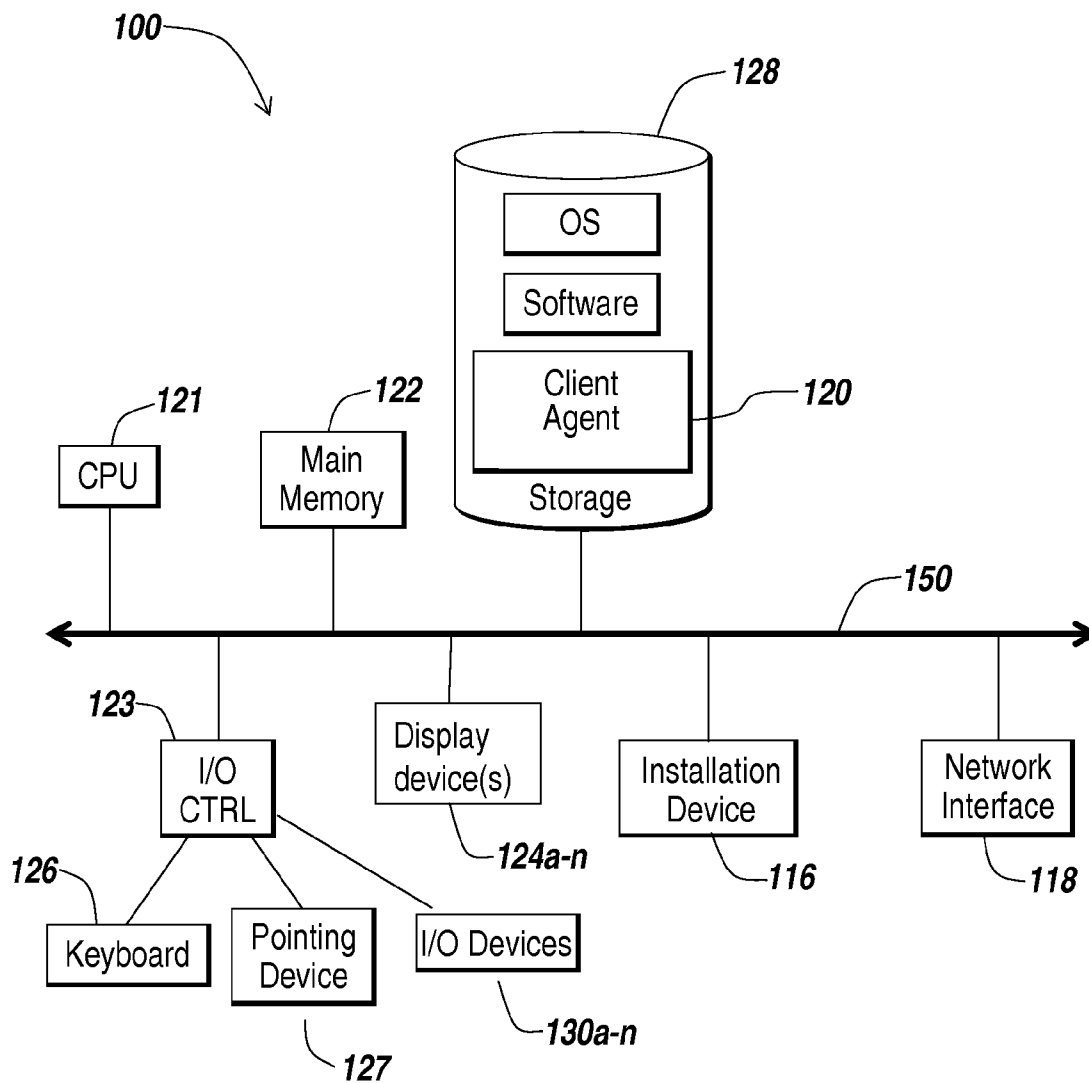 100
128
OS
Software
Client
Agent
120
Storage
121
CPU
122
Main
Memory
150
123
I/O
CTRL
Display
device(s)
124a-n
Installation
Device
116
Network
Interface
118
126
Keyboard
Pointing
Device
127
I/O Devices
130a-n